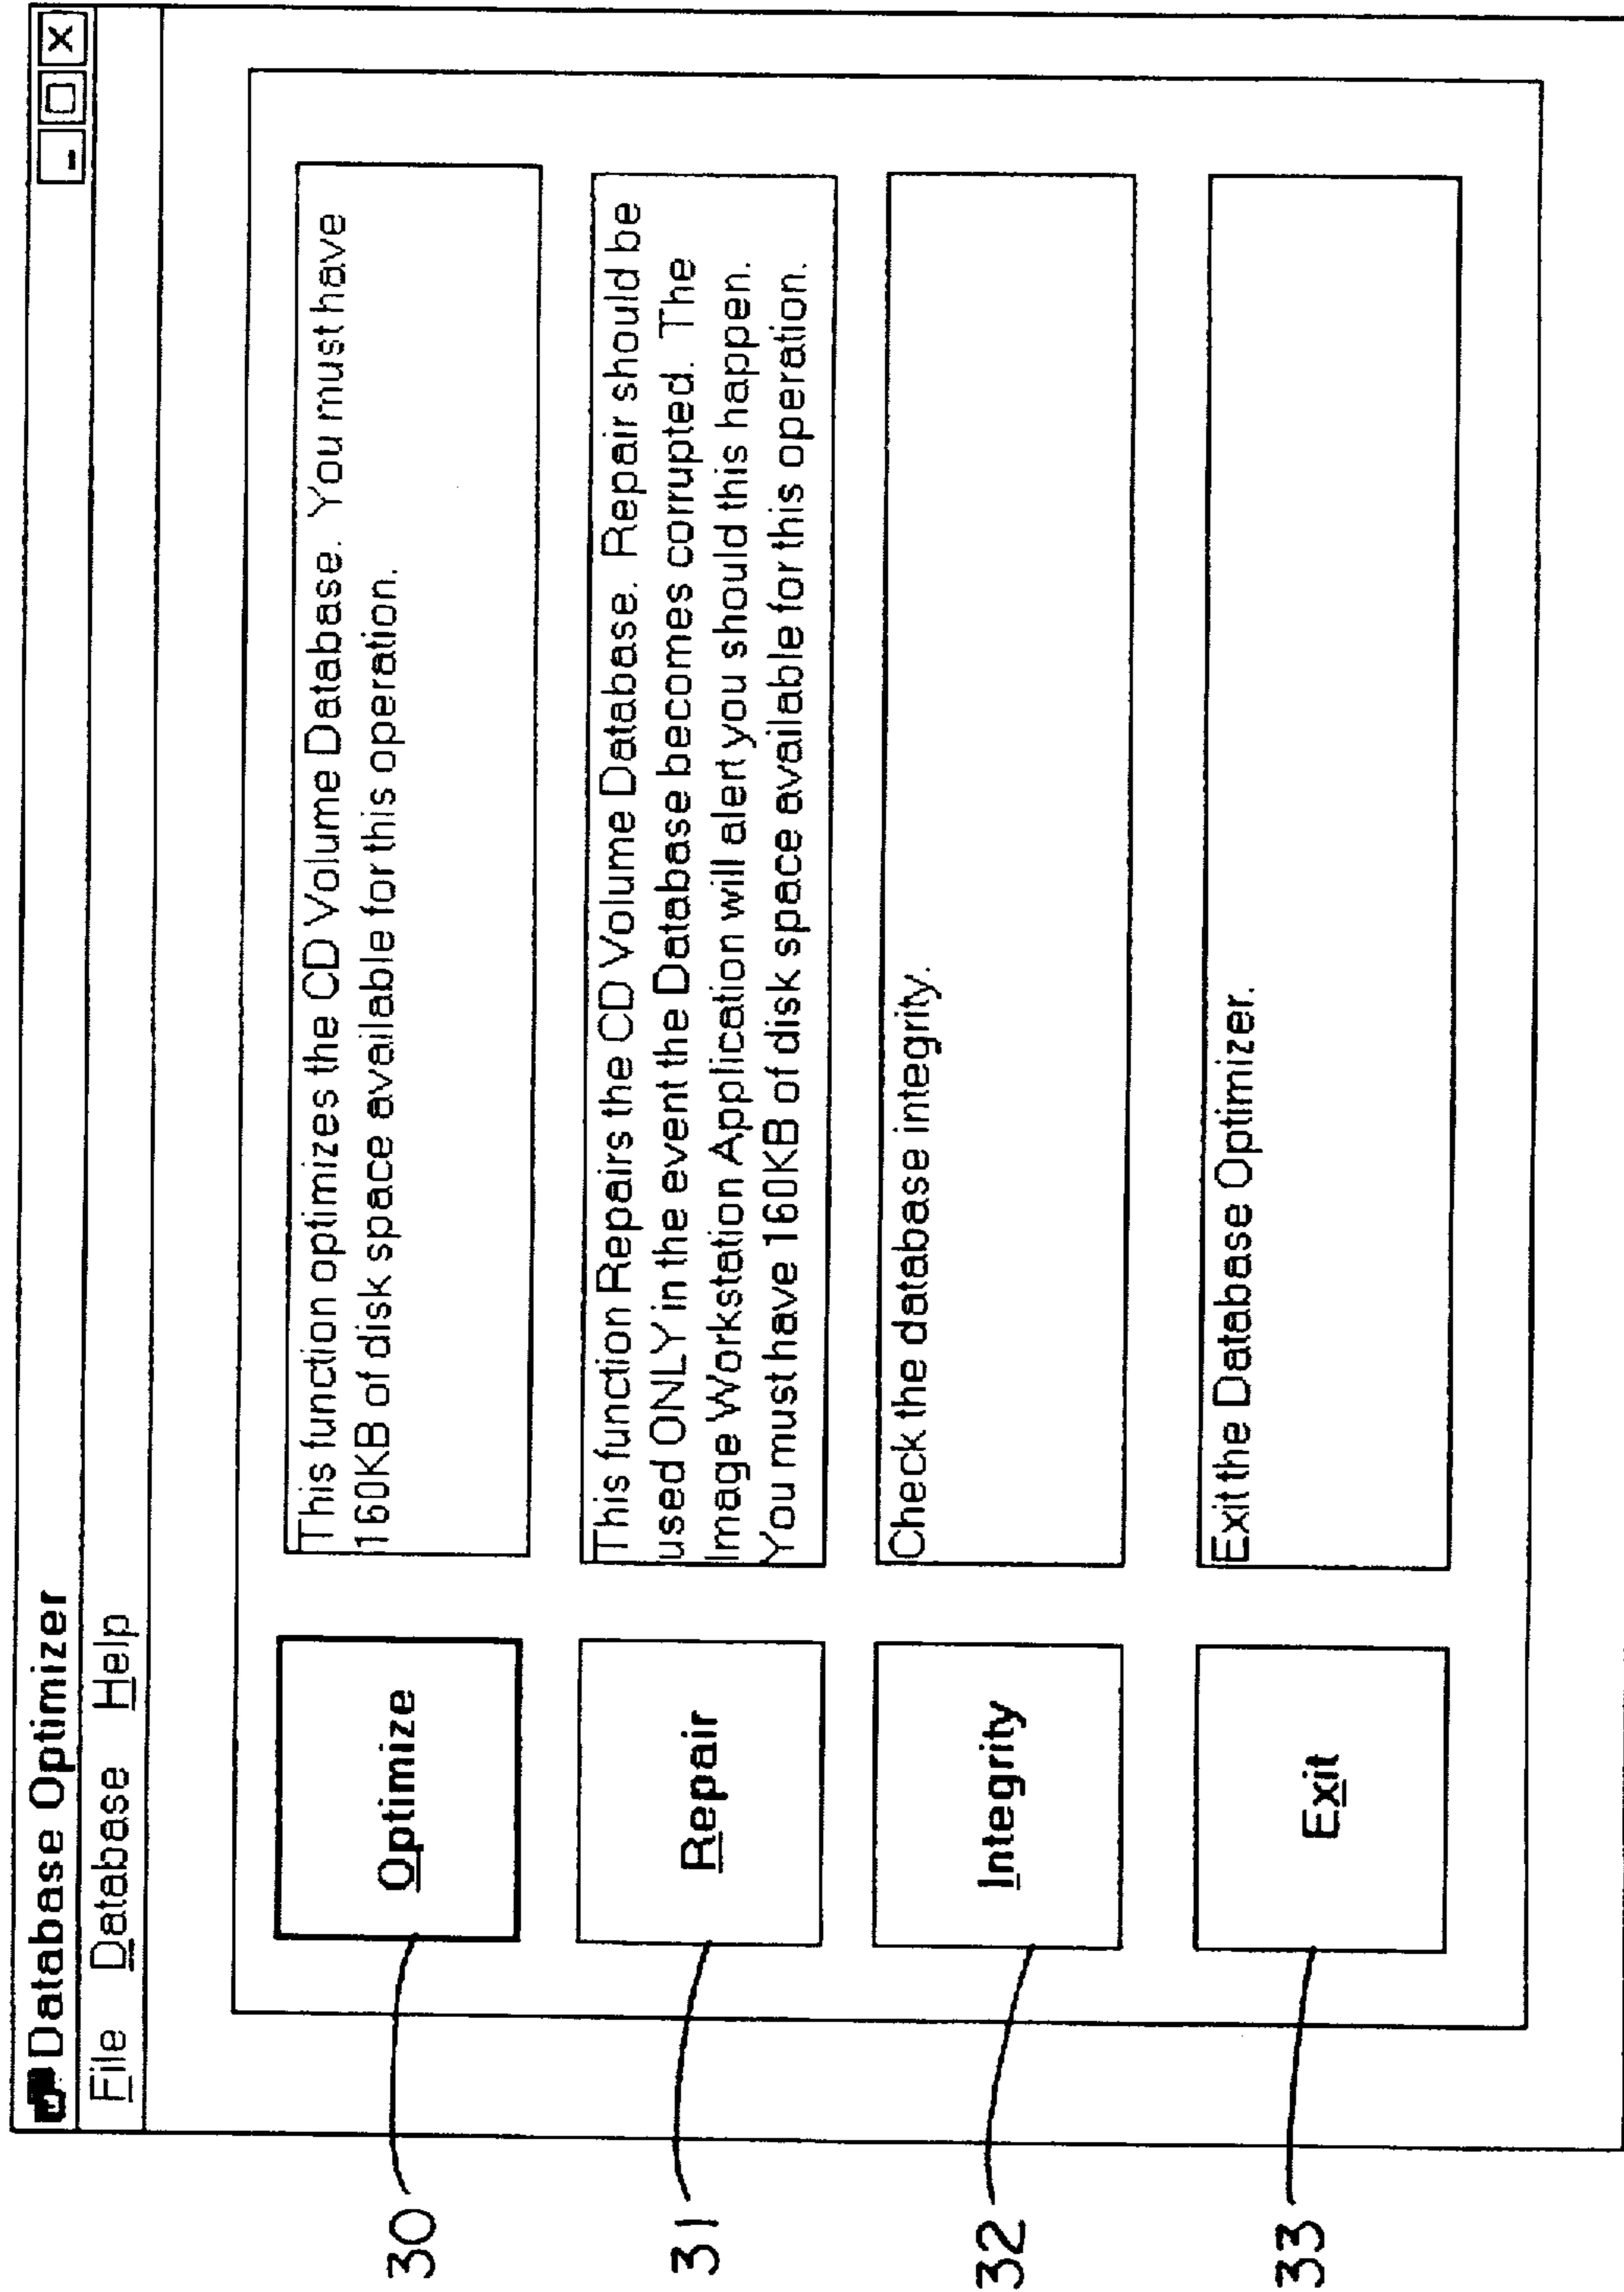 Database Optimizer
File Database Help
30
Optimize
This function optimizes the CD Volume Database. You must have
160KB of disk space available for this operation.
31
Repair
This function Repairs the CD Volume Database. Repair should be
used ONLY in the event the Database becomes corrupted. The
Image Workstation Application will alert you should this happen.
You must have 160KB of disk space available for this operation.
32
Integrity
Check the database integrity.
33
Exit
Exit the Database Optimizer.